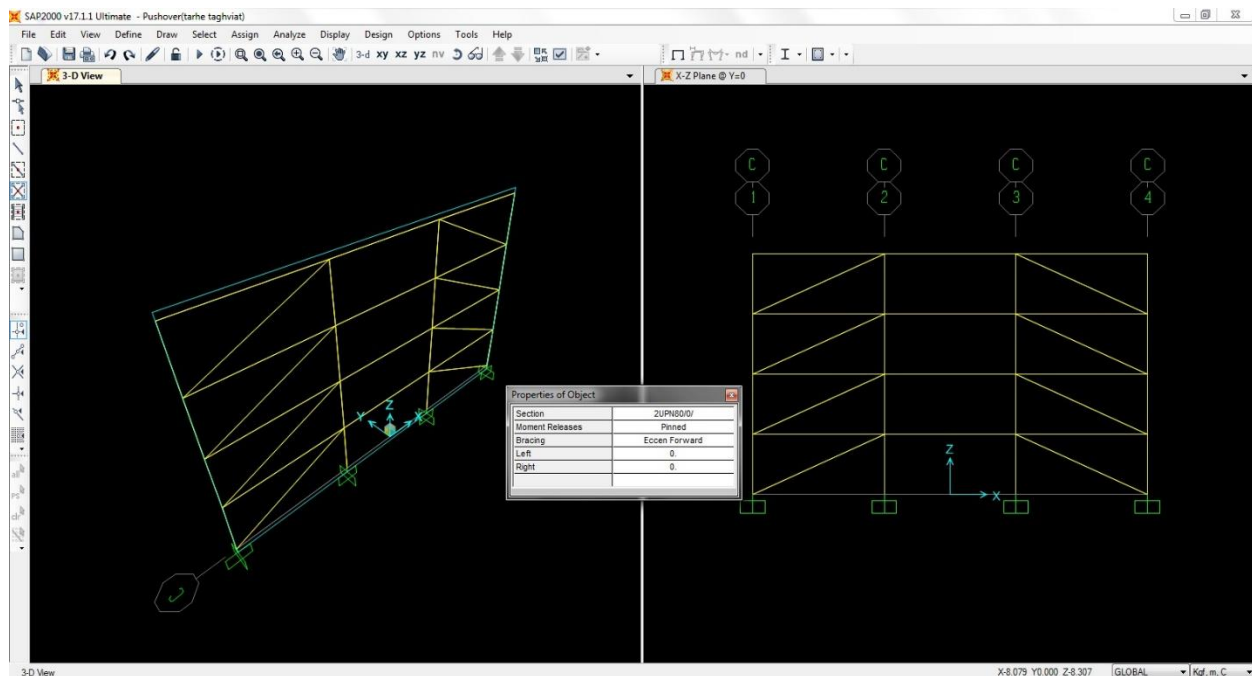 SAP2000 v17.1.1 Ultimate - Pushover(tarhe taghviat)
File Edit View Define Draw Select Assign Analyze Display Design Options Tools Help
3-d xy xz yz nv nd
3-D View
X-Z Plane @ Y=0
C C C C
1 2 3 4
Z
Y X
Properties of Object
Section 2UPN80/0/
Moment Releases Pinned
Bracing Eccen Forward
Left 0.
Right 0.
Z
X
all
PS
clr
3-D View
X-8.079 Y0.000 Z-8.307 GLOBAL Kgf, m, C